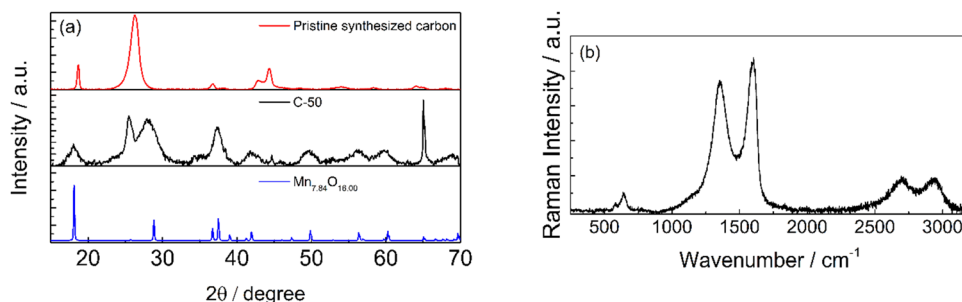 (a)
Pristine synthesized carbon
C-50
Mn7.84O16.00
Intensity / a.u.
20 30 40 50 60 70
2θ / degree
(b)
Raman Intensity / a.u.
500 1000 1500 2000 2500 3000
Wavenumber / cm-1